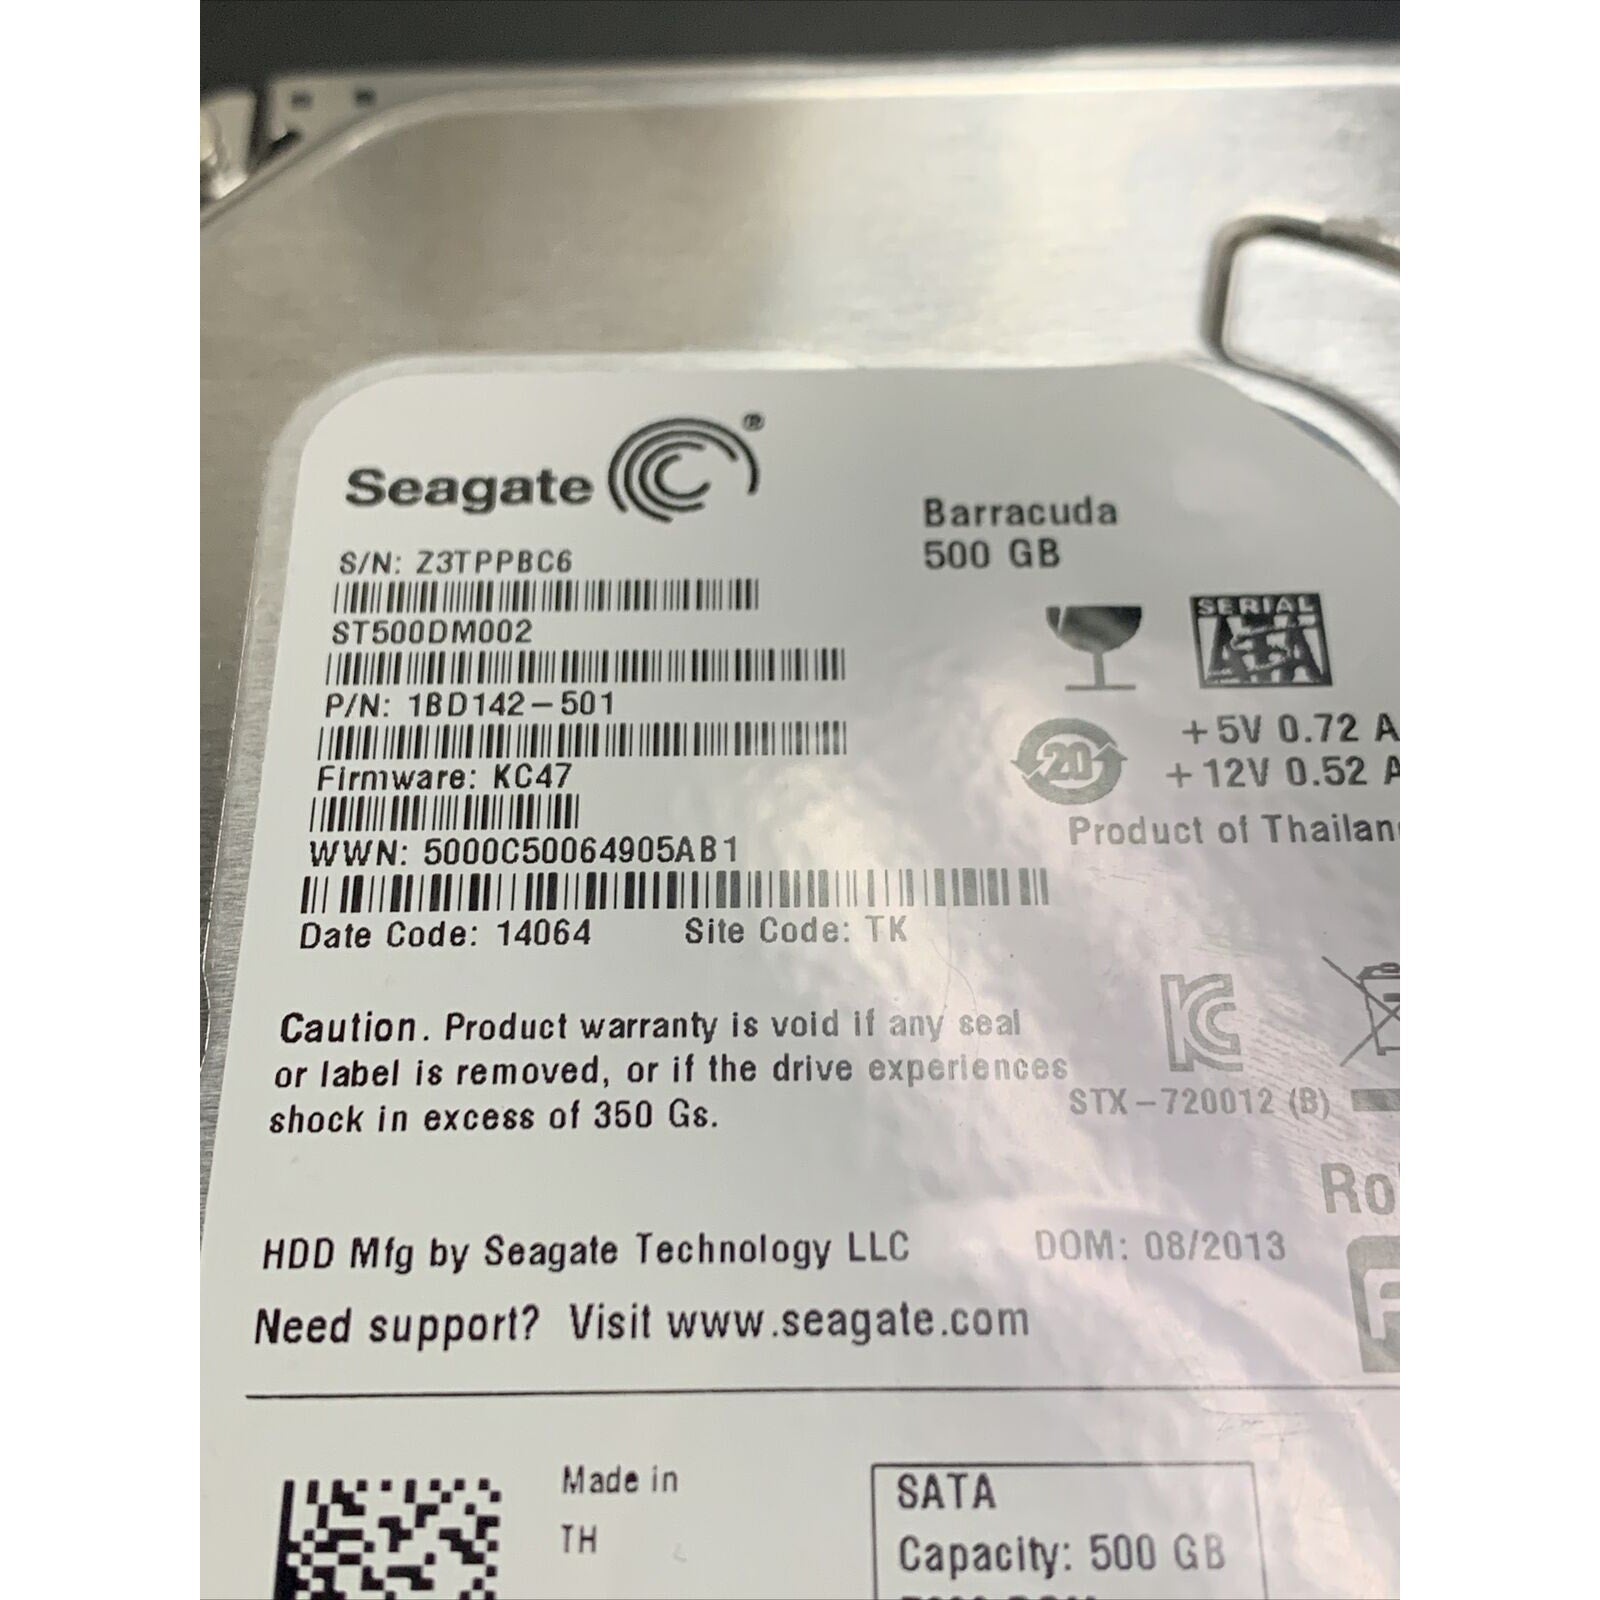 Seagate ®
Barracuda
500 GB
S/N: Z3TPPBC6
ST500DM002
SERIAL
ATA
P/N: 1BD142-501
+5V 0.72 A
20
+12V 0.52 A
Firmware: KC47
Product of Thailan
WWN: 5000C50064905AB1
Date Code: 14064 Site Code: TK
Caution. Product warranty is void if any seal
or label is removed, or if the drive experiences
shock in excess of 350 Gs.
STX-720012 (B)
Ro
HDD Mfg by Seagate Technology LLC DOM: 08/2013
Need support? Visit www.seagate.com
Made in
TH
SATA
Capacity: 500 GB